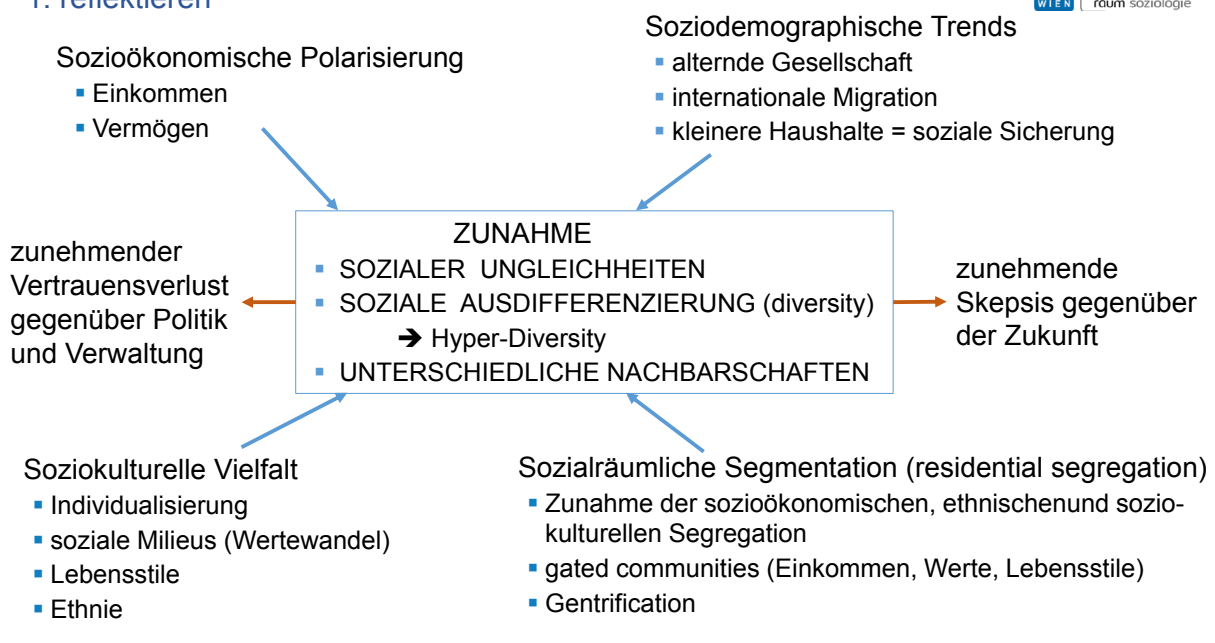 1. reflektieren
WIEN raum soziologie
Sozioökonomische Polarisierung
▪ Einkommen
▪ Vermögen
Soziodemographische Trends
▪ alternde Gesellschaft
▪ internationale Migration
▪ kleinere Haushalte = soziale Sicherung
zunehmender
Vertrauensverlust
gegenüber Politik
und Verwaltung
ZUNAHME
▪ SOZIALER UNGLEICHHEITEN
▪ SOZIALE AUSDIFFERENZIERUNG (diversity)
➔ Hyper-Diversity
▪ UNTERSCHIEDLICHE NACHBARSCHAFTEN
zunehmende
Skepsis gegenüber
der Zukunft
Soziokulturelle Vielfalt
▪ Individualisierung
▪ soziale Milieus (Wertewandel)
▪ Lebensstile
▪ Ethnie
Sozialräumliche Segmentation (residential segregation)
▪ Zunahme der sozioökonomischen, ethnischenund sozio-
kulturellen Segregation
▪ gated communities (Einkommen, Werte, Lebensstile)
▪ Gentrification